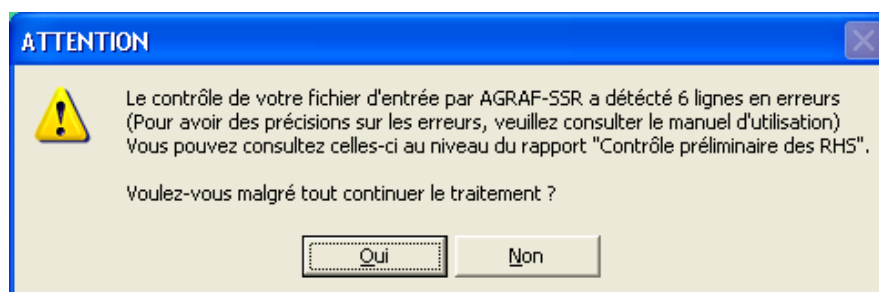 ATTENTION
Le contrôle de votre fichier d'entrée par AGRAF-SSR a détécté 6 lignes en erreurs
(Pour avoir des précisions sur les erreurs, veuillez consulter le manuel d'utilisation)
Vous pouvez consultez celles-ci au niveau du rapport "Contrôle préliminaire des RHS".
Voulez-vous malgré tout continuer le traitement ?
Oui Non